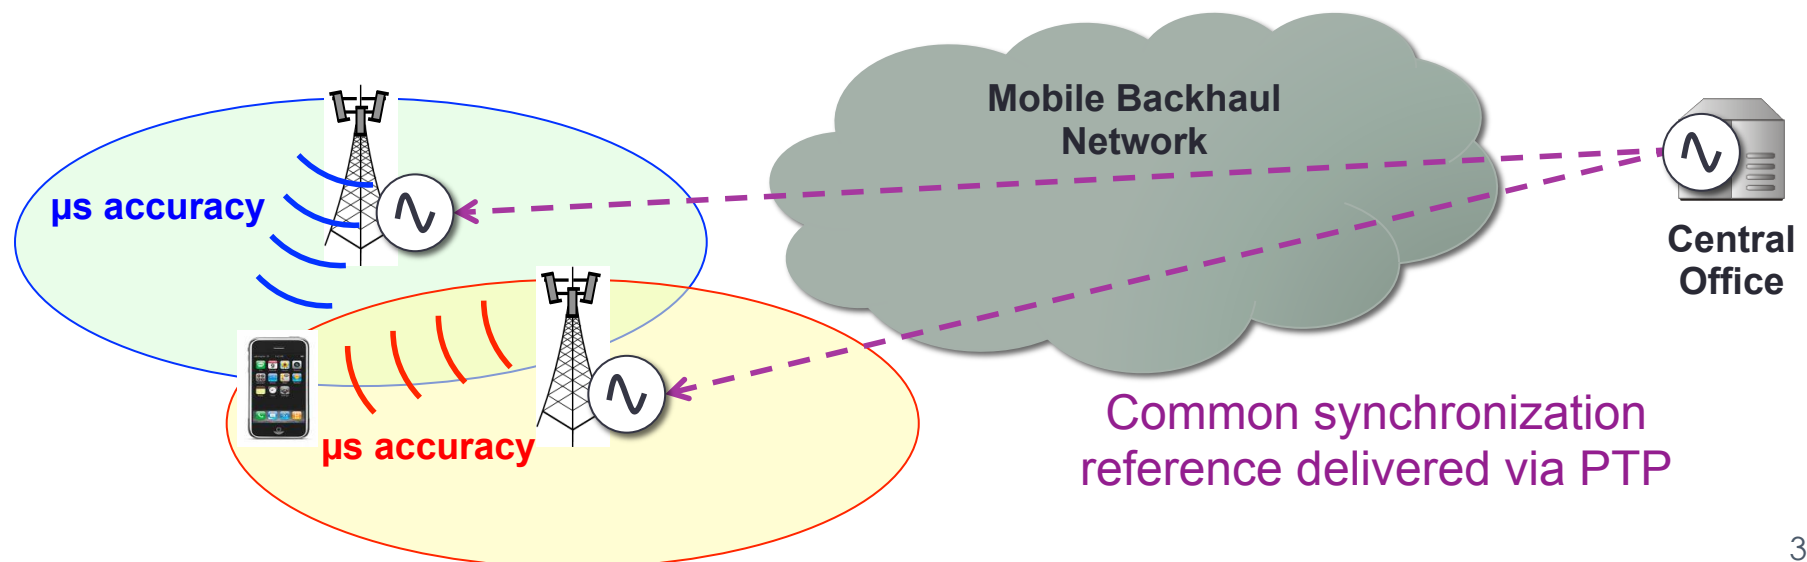 Mobile Backhaul
Network
µs accuracy
Central
Office
µs accuracy
Common synchronization
reference delivered via PTP
3